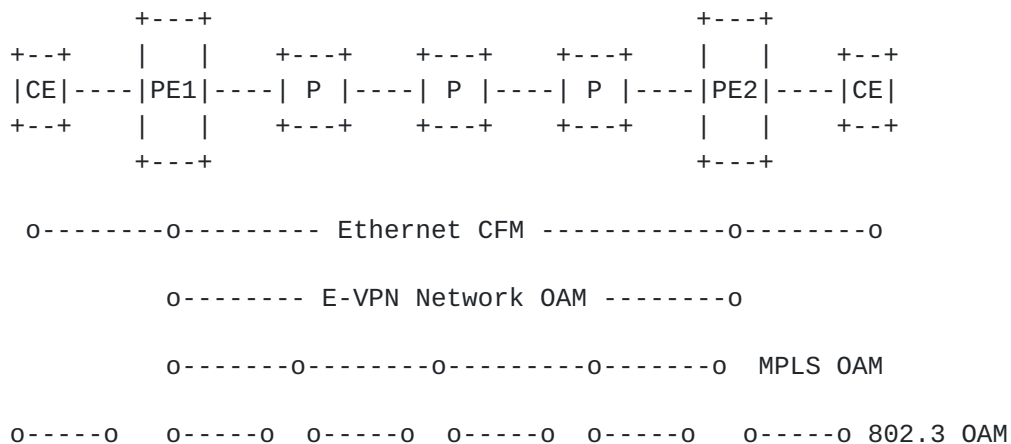 +---+ +---+
+--+ | | +---+ +---+ +---+ | | +--+
|CE|----|PE1|----| P |----| P |----| P |----|PE2|----|CE|
+--+ | | +---+ +---+ +---+ | | +--+
+---+ +---+
o--------o--------- Ethernet CFM ------------o--------o
o-------- E-VPN Network OAM --------o
o-------o--------o---------o-------o MPLS OAM
o-----o o-----o o-----o o-----o o-----o o-----o 802.3 OAM